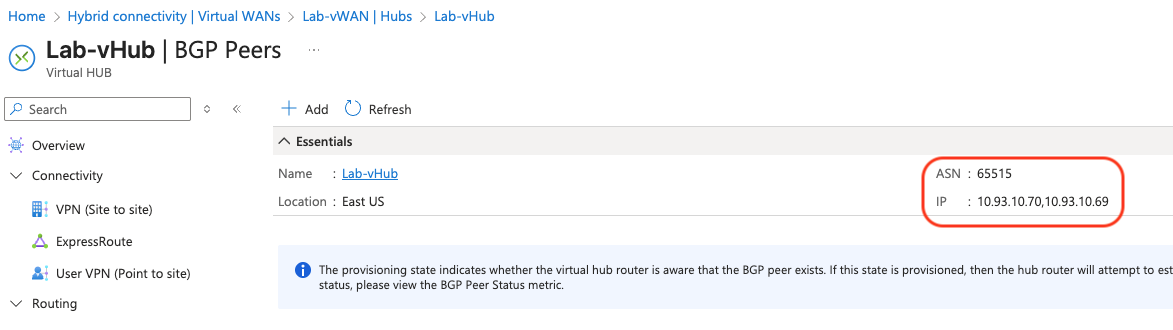 Home > Hybrid connectivity | Virtual WANs > Lab-vWAN | Hubs > Lab-vHub
Lab-vHub | BGP Peers ...
Virtual HUB
Search
Add Refresh
Overview
Essentials
Connectivity
Name : Lab-vHub ASN : 65515
VPN (Site to site)
Location : East US IP : 10.93.10.70,10.93.10.69
ExpressRoute
User VPN (Point to site)
The provisioning state indicates whether the virtual hub router is aware that the BGP peer exists. If this state is provisioned, then the hub router will attempt to est
status, please view the BGP Peer Status metric.
Routing